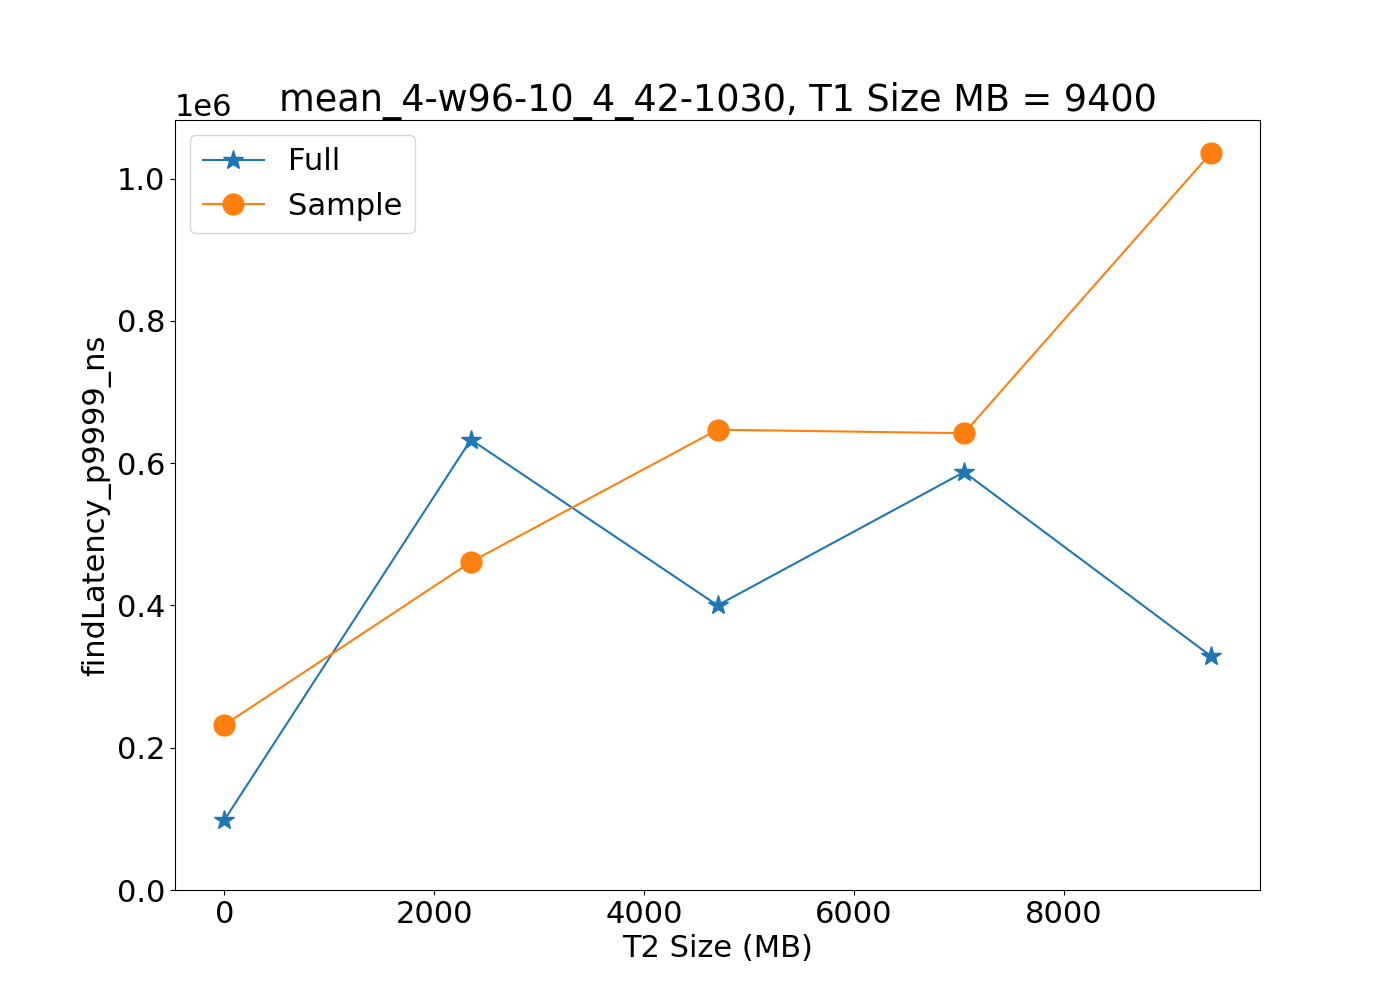 mean_4-w96-10_4_42-1030, T1 Size MB = 9400
1e6
Full
Sample
1.0
0.8
0.6
0.4
0.2
0.0
findLatency_p9999_ns
0 2000 4000 6000 8000
T2 Size (MB)